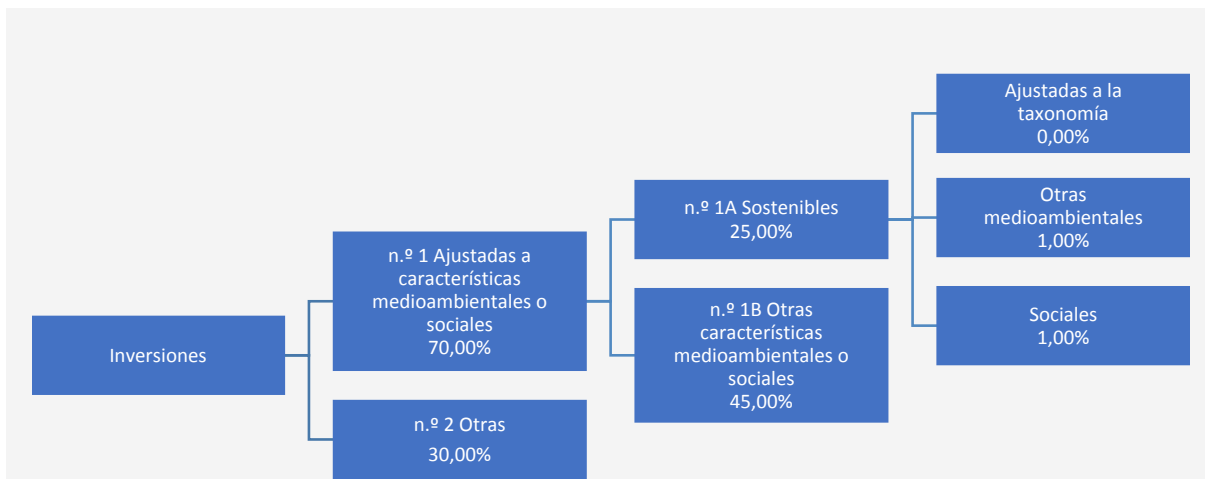 Inversiones
n.º 1 Ajustadas a
características
medioambientales o
sociales
70,00%
n.º 2 Otras
30,00%
n.º 1A Sostenibles
25,00%
n.º 1B Otras
características
medioambientales o
sociales
45,00%
Ajustadas a la
taxonomía
0,00%
Otras
medioambientales
1,00%
Sociales
1,00%